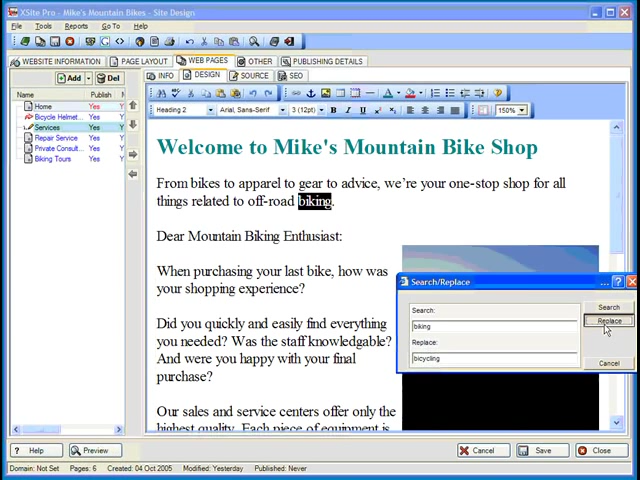 XSite Pro - Mike's Mountain Bikes - Site Design
File Tools Reports Go To Help
WEBSITE INFORMATION PAGE LAYOUT WEB PAGES OTHER PUBLISHING DETAILS
Add Del
INFO DESIGN SOURCE SEO
Name Publish Y
Home Yes Y
Bicycle Helmet... Yes Y
Services Yes Y
Repair Service Yes Y
Private Consult... Yes Y
Biking Tours Yes Y
Heading 2 Arial, Sans-Serif 3 (12pt) B I U 150%
Welcome to Mike's Mountain Bike Shop
From bikes to apparel to gear to advice, we're your one-stop shop for all
things related to off-road biking.
Dear Mountain Biking Enthusiast:
When purchasing your last bike, how was
your shopping experience?
Did you quickly and easily find everything
you needed? Was the staff knowledgable?
And were you happy with your final
purchase?
Our sales and service centers offer only the
highest quality. Each piece of equipment is
Search/Replace
Search:
biking
Replace:
bicycling
Search
Replace
Cancel
Help Preview Cancel Save Close
Domain: Not Set Pages: 6 Created: 04 Oct 2005 Modified: Yesterday Published: Never